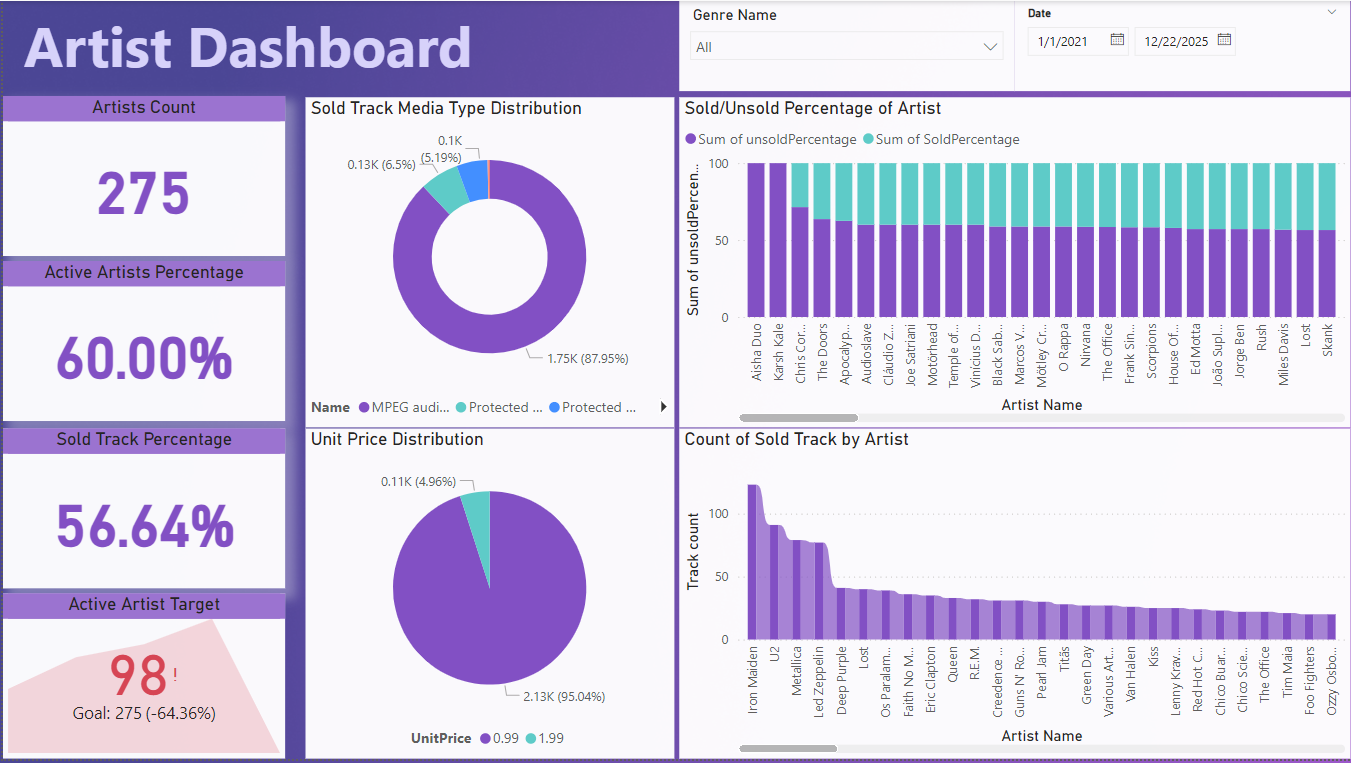 Artist Dashboard
Genre Name
All
Date
1/1/2021
12/22/2025
Artists Count
275
Active Artists Percentage
60.00%
Sold Track Percentage
56.64%
Active Artist Target
98!
Goal: 275 (-64.36%)
Sold Track Media Type Distribution
0.1K
(5.19%)
0.13K (6.5%)
1.75K (87.95%)
Name MPEG audi... Protected ... Protected ...
Unit Price Distribution
0.11K (4.96%)
2.13K (95.04%)
UnitPrice 0.99 1.99
Sold/Unsold Percentage of Artist
Sum of unsoldPercentage Sum of SoldPercentage
Sum of unsoldPercen...
100
50
0
Aisha Duo
Karsh Kale
Chris Cor...
The Doors
Apocalyp...
Audioslave
Cláudio Z...
Joe Satriani
Motörhead
Temple of...
Vinícius D...
Black Sab...
Marcos V...
Mötley Cr...
O Rappa
Nirvana
The Office
Frank Sin...
Scorpions
House Of...
Ed Motta
João Supl...
Jorge Ben
Rush
Miles Davis
Lost
Skank
Artist Name
Count of Sold Track by Artist
Track count
100
50
0
Iron Maiden
U2
Metallica
Led Zeppelin
Deep Purple
Lost
Os Paralam...
Faith No M...
Eric Clapton
Queen
R.E.M.
Creedence ...
Guns N' Ro...
Pearl Jam
Titãs
Green Day
Various Art...
Van Halen
Kiss
Lenny Krav...
Red Hot C...
Chico Buar...
Chico Scie...
The Office
Tim Maia
Foo Fighters
Ozzy Osbo...
Artist Name